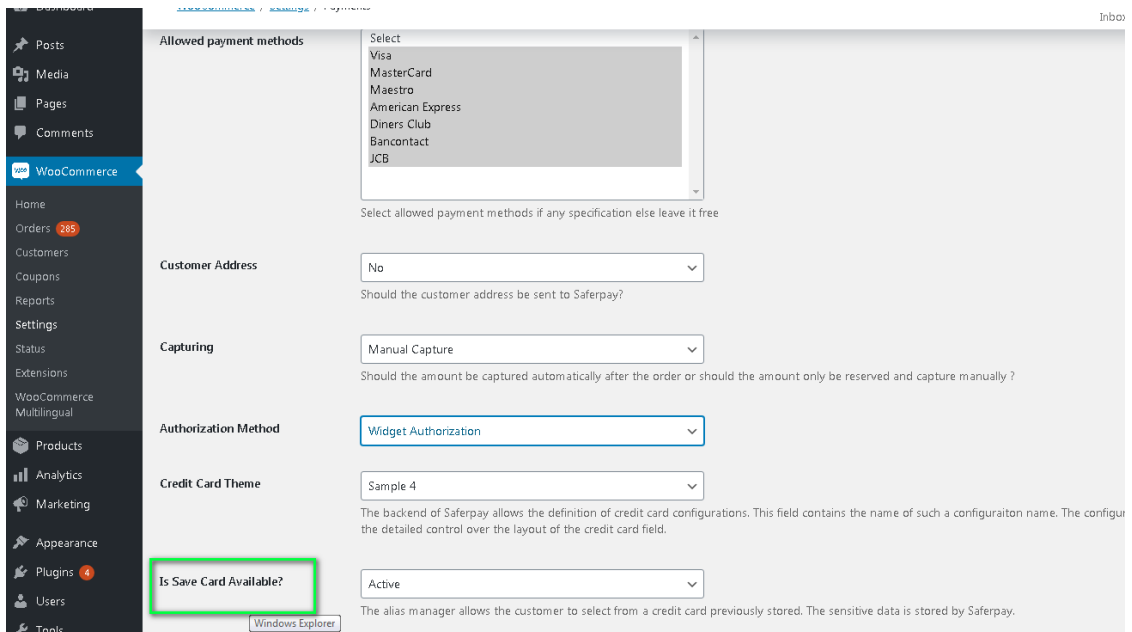 Dashboard
WooCommerce / Settings / Payments
Inbox
Posts
Media
Pages
Comments
WooCommerce
Home
Orders 285
Customers
Coupons
Reports
Settings
Status
Extensions
WooCommerce
Multilingual
Products
Analytics
Marketing
Appearance
Plugins 4
Users
Tools
Allowed payment methods
Select
Visa
MasterCard
Maestro
American Express
Diners Club
Bancontact
JCB
Select allowed payment methods if any specification else leave it free
Customer Address
No
Should the customer address be sent to Saferpay?
Capturing
Manual Capture
Should the amount be captured automatically after the order or should the amount only be reserved and capture manually ?
Authorization Method
Widget Authorization
Credit Card Theme
Sample 4
The backend of Saferpay allows the definition of credit card configurations. This field contains the name of such a configuraiton name. The configur
the detailed control over the layout of the credit card field.
Is Save Card Available?
Active
The alias manager allows the customer to select from a credit card previously stored. The sensitive data is stored by Saferpay.
Windows Explorer